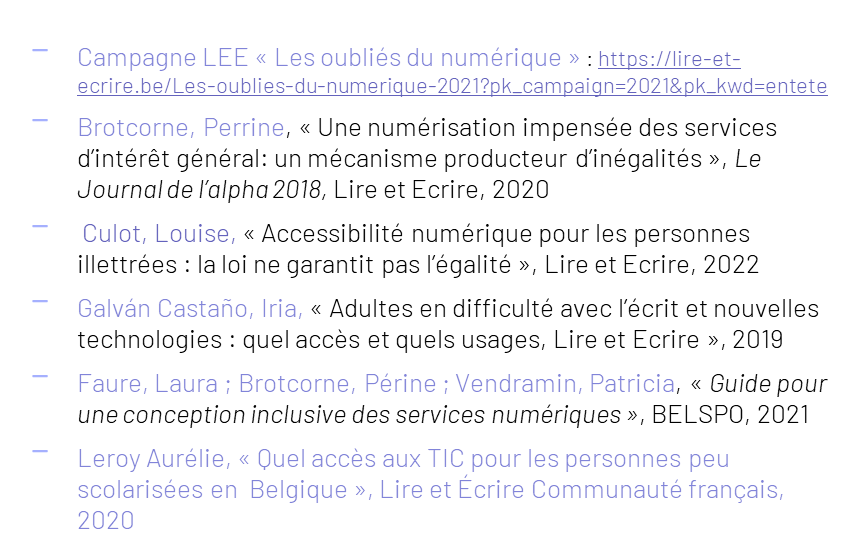 – Campagne LEE « Les oubliés du numérique » : https://lire-et-
ecrire.be/Les-oublies-du-numerique-2021?pk_campaign=2021&pk_kwd=entete
– Brotcorne, Perrine, « Une numérisation impensée des services
d’intérêt général: un mécanisme producteur d’inégalités », Le
Journal de l’alpha 2018, Lire et Ecrire, 2020
– Culot, Louise, « Accessibilité numérique pour les personnes
illettrées : la loi ne garantit pas l’égalité », Lire et Ecrire, 2022
– Galván Castaño, Iria, « Adultes en difficulté avec l’écrit et nouvelles
technologies : quel accès et quels usages, Lire et Ecrire », 2019
– Faure, Laura ; Brotcorne, Périne ; Vendramin, Patricia, « Guide pour
une conception inclusive des services numériques », BELSPO, 2021
– Leroy Aurélie, « Quel accès aux TIC pour les personnes peu
scolarisées en Belgique », Lire et Écrire Communauté français,
2020